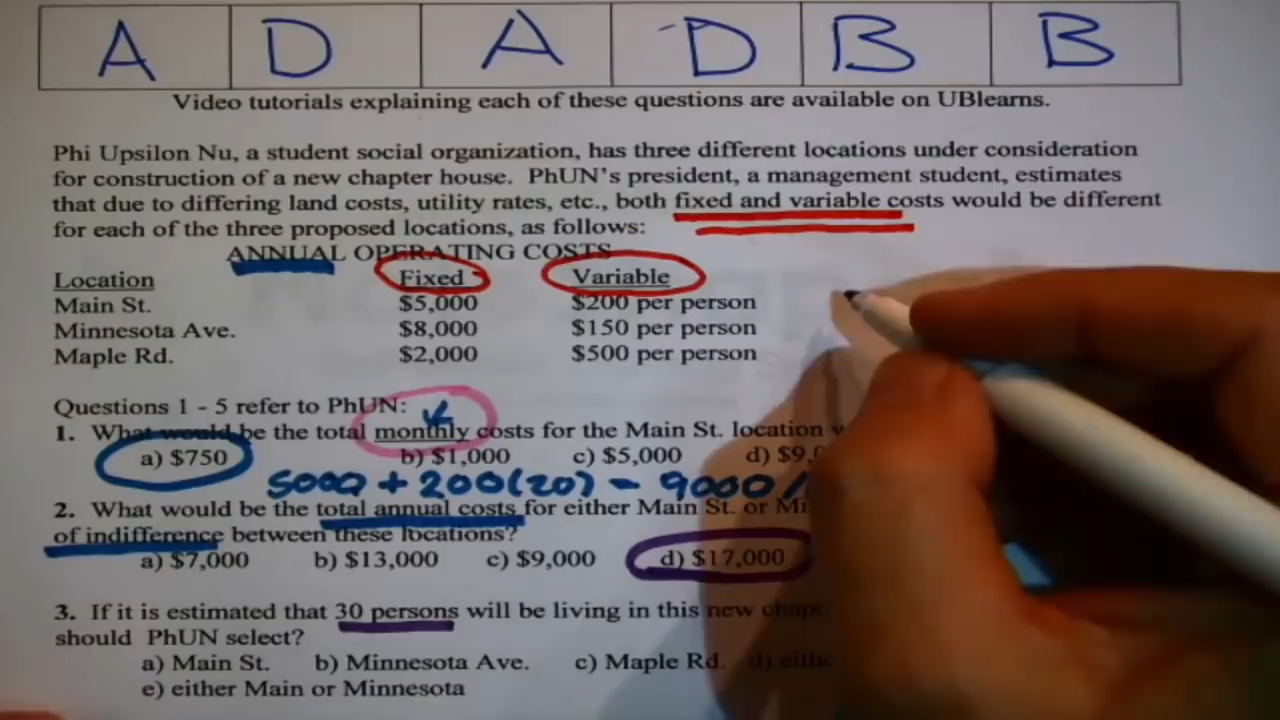 A D A D B B
Video tutorials explaining each of these questions are available on UBlearns.
Phi Upsilon Nu, a student social organization, has three different locations under consideration
for construction of a new chapter house. PhUN's president, a management student, estimates
that due to differing land costs, utility rates, etc., both fixed and variable costs would be different
for each of the three proposed locations, as follows:
ANNUAL OPERATING COSTS
Location Fixed Variable
Main St. $5,000 $200 per person
Minnesota Ave. $8,000 $150 per person
Maple Rd. $2,000 $500 per person
Questions 1 - 5 refer to PhUN:
1. What would be the total monthly costs for the Main St. location
a) $750 b) $1,000 c) $5,000 d)
5000 + 200(20) = 9000/
2. What would be the total annual costs for either Main St. or
of indifference between these locations?
a) $7,000 b) $13,000 c) $9,000 d) $17,000
3. If it is estimated that 30 persons will be living in this new
should PhUN select?
a) Main St. b) Minnesota Ave. c) Maple Rd. d)
e) either Main or Minnesota